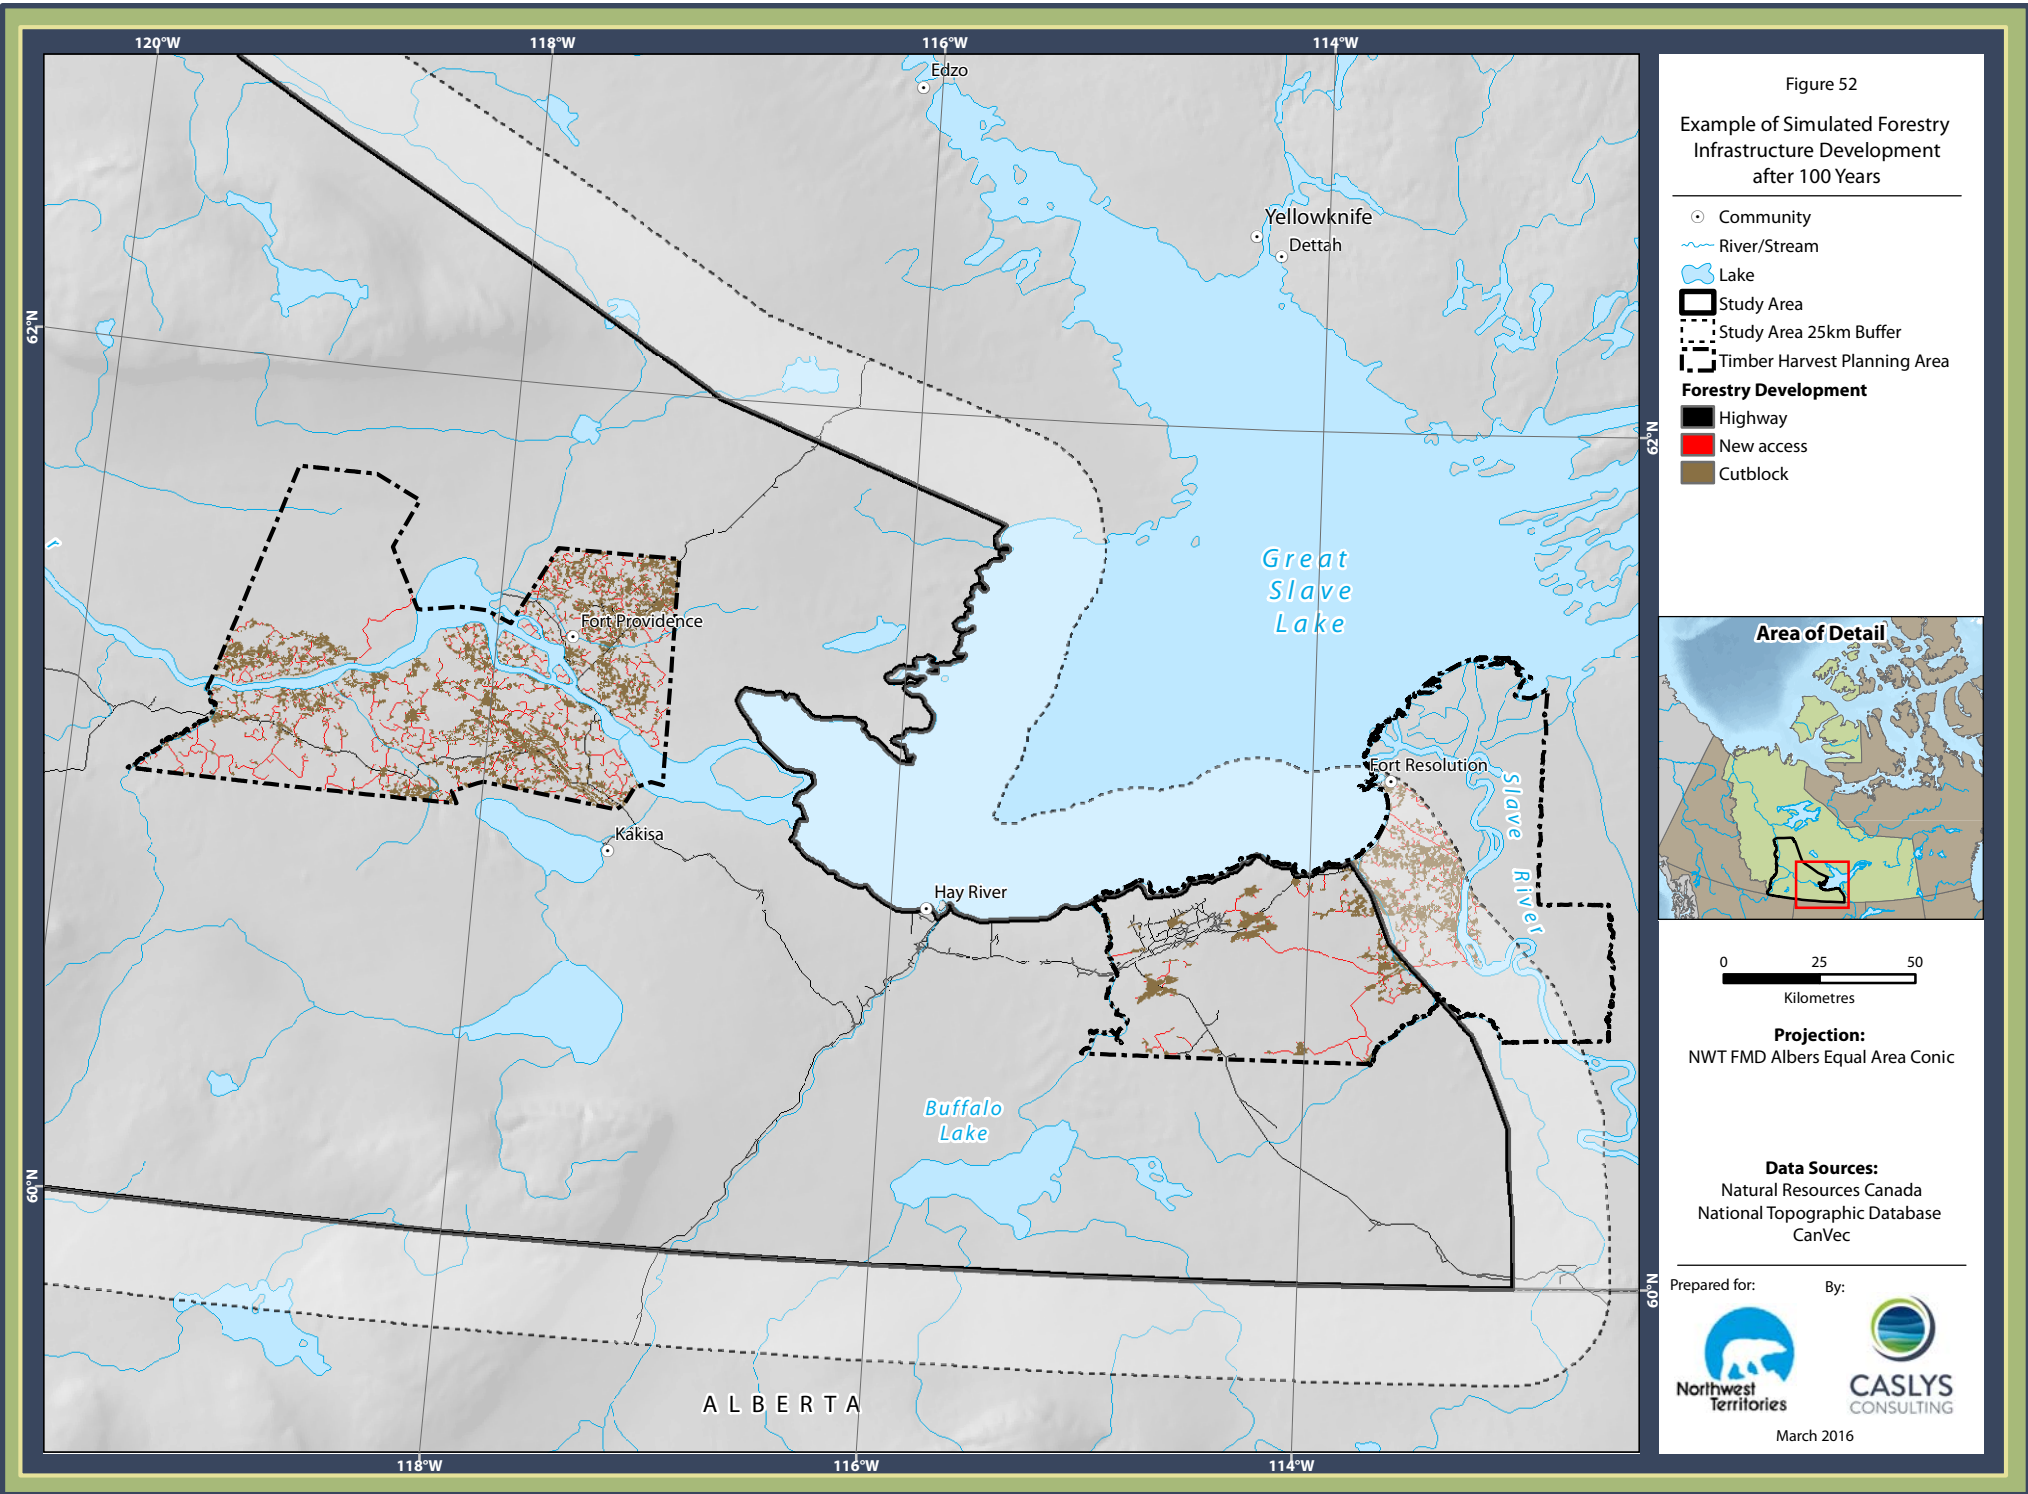 120°W
118°W
116°W
114°W
Edzo
Yellowknife
Dettah
62°N
62°N
r
Great
Slave
Lake
Fort Providence
Fort Resolution
Slave River
Kakisa
Hay River
Buffalo
Lake
60°N
60°N
ALBERTA
118°W
116°W
114°W
Figure 52
Example of Simulated Forestry
Infrastructure Development
after 100 Years
Community
River/Stream
Lake
Study Area
Study Area 25km Buffer
Timber Harvest Planning Area
Forestry Development
Highway
New access
Cutblock
Area of Detail
0 25 50
Kilometres
Projection:
NWT FMD Albers Equal Area Conic
Data Sources:
Natural Resources Canada
National Topographic Database
CanVec
Prepared for: By:
Northwest
Territories
CASLYS
CONSULTING
March 2016